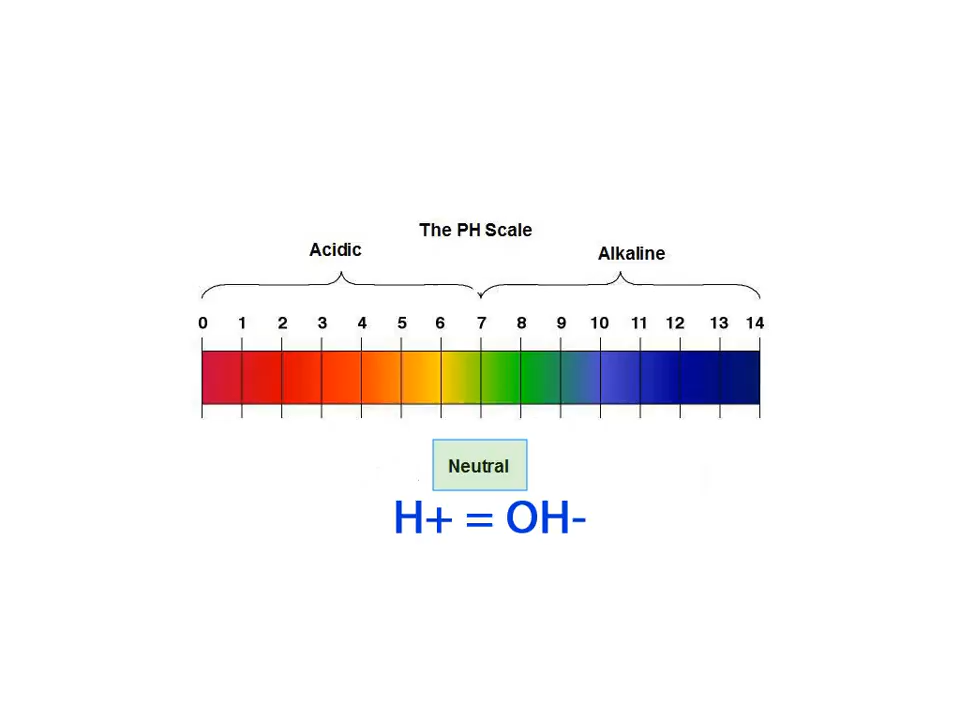 The PH Scale
Acidic
Alkaline
0 1 2 3 4 5 6 7 8 9 10 11 12 13 14
Neutral
H+ = OH-